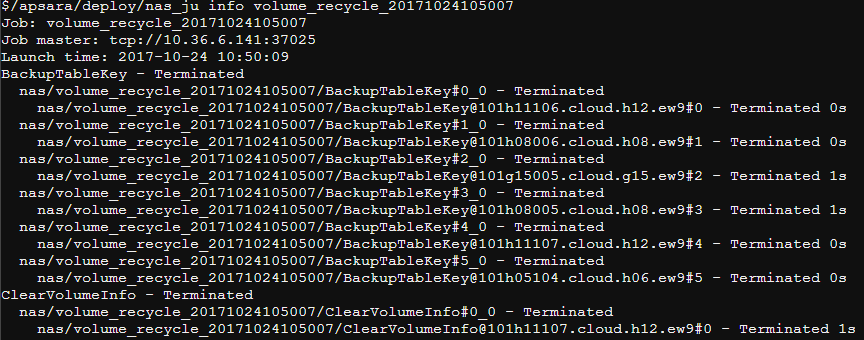 $/apsara/deploy/nas_ju info volume_recycle_20171024105007
Job: volume_recycle_20171024105007
Job master: tcp://10.36.6.141:37025
Launch time: 2017-10-24 10:50:09
BackupTableKey - Terminated
nas/volume_recycle_20171024105007/BackupTableKey#0_0 - Terminated
nas/volume_recycle_20171024105007/BackupTableKey@101h11106.cloud.h12.ew9#0 - Terminated 0s
nas/volume_recycle_20171024105007/BackupTableKey#1_0 - Terminated
nas/volume_recycle_20171024105007/BackupTableKey@101h08006.cloud.h08.ew9#1 - Terminated 0s
nas/volume_recycle_20171024105007/BackupTableKey#2_0 - Terminated
nas/volume_recycle_20171024105007/BackupTableKey@101g15005.cloud.g15.ew9#2 - Terminated 1s
nas/volume_recycle_20171024105007/BackupTableKey#3_0 - Terminated
nas/volume_recycle_20171024105007/BackupTableKey@101h08005.cloud.h08.ew9#3 - Terminated 1s
nas/volume_recycle_20171024105007/BackupTableKey#4_0 - Terminated
nas/volume_recycle_20171024105007/BackupTableKey@101h11107.cloud.h12.ew9#4 - Terminated 0s
nas/volume_recycle_20171024105007/BackupTableKey#5_0 - Terminated
nas/volume_recycle_20171024105007/BackupTableKey@101h05104.cloud.h06.ew9#5 - Terminated 0s
ClearVolumeInfo - Terminated
nas/volume_recycle_20171024105007/ClearVolumeInfo#0_0 - Terminated
nas/volume_recycle_20171024105007/ClearVolumeInfo@101h11107.cloud.h12.ew9#0 - Terminated 1s